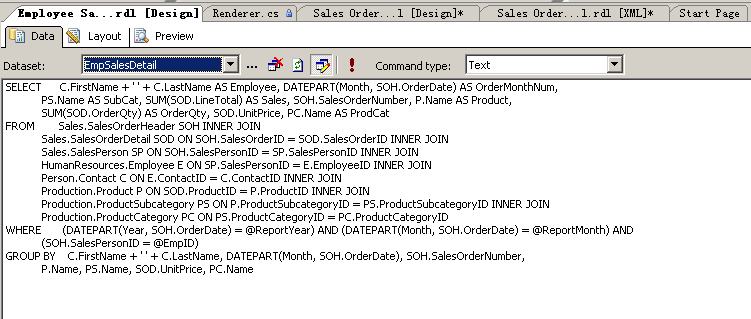 Employee Sa...rdl [Design] Renderer.cs Sales Order...l [Design]* Sales Order...l.rdl [XML]* Start Page
Data Layout Preview
Dataset: EmpSalesDetail ... Command type: Text
SELECT C.FirstName + ' ' + C.LastName AS Employee, DATEPART(Month, SOH.OrderDate) AS OrderMonthNum,
PS.Name AS SubCat, SUM(SOD.LineTotal) AS Sales, SOH.SalesOrderNumber, P.Name AS Product,
SUM(SOD.OrderQty) AS OrderQty, SOD.UnitPrice, PC.Name AS ProdCat
FROM Sales.SalesOrderHeader SOH INNER JOIN
Sales.SalesOrderDetail SOD ON SOH.SalesOrderID = SOD.SalesOrderID INNER JOIN
Sales.SalesPerson SP ON SOH.SalesPersonID = SP.SalesPersonID INNER JOIN
HumanResources.Employee E ON SP.SalesPersonID = E.EmployeeID INNER JOIN
Person.Contact C ON E.ContactID = C.ContactID INNER JOIN
Production.Product P ON SOD.ProductID = P.ProductID INNER JOIN
Production.ProductSubcategory PS ON P.ProductSubcategoryID = PS.ProductSubcategoryID INNER JOIN
Production.ProductCategory PC ON PS.ProductCategoryID = PC.ProductCategoryID
WHERE (DATEPART(Year, SOH.OrderDate) = @ReportYear) AND (DATEPART(Month, SOH.OrderDate) = @ReportMonth) AND
(SOH.SalesPersonID = @EmpID)
GROUP BY C.FirstName + ' ' + C.LastName, DATEPART(Month, SOH.OrderDate), SOH.SalesOrderNumber,
P.Name, PS.Name, SOD.UnitPrice, PC.Name